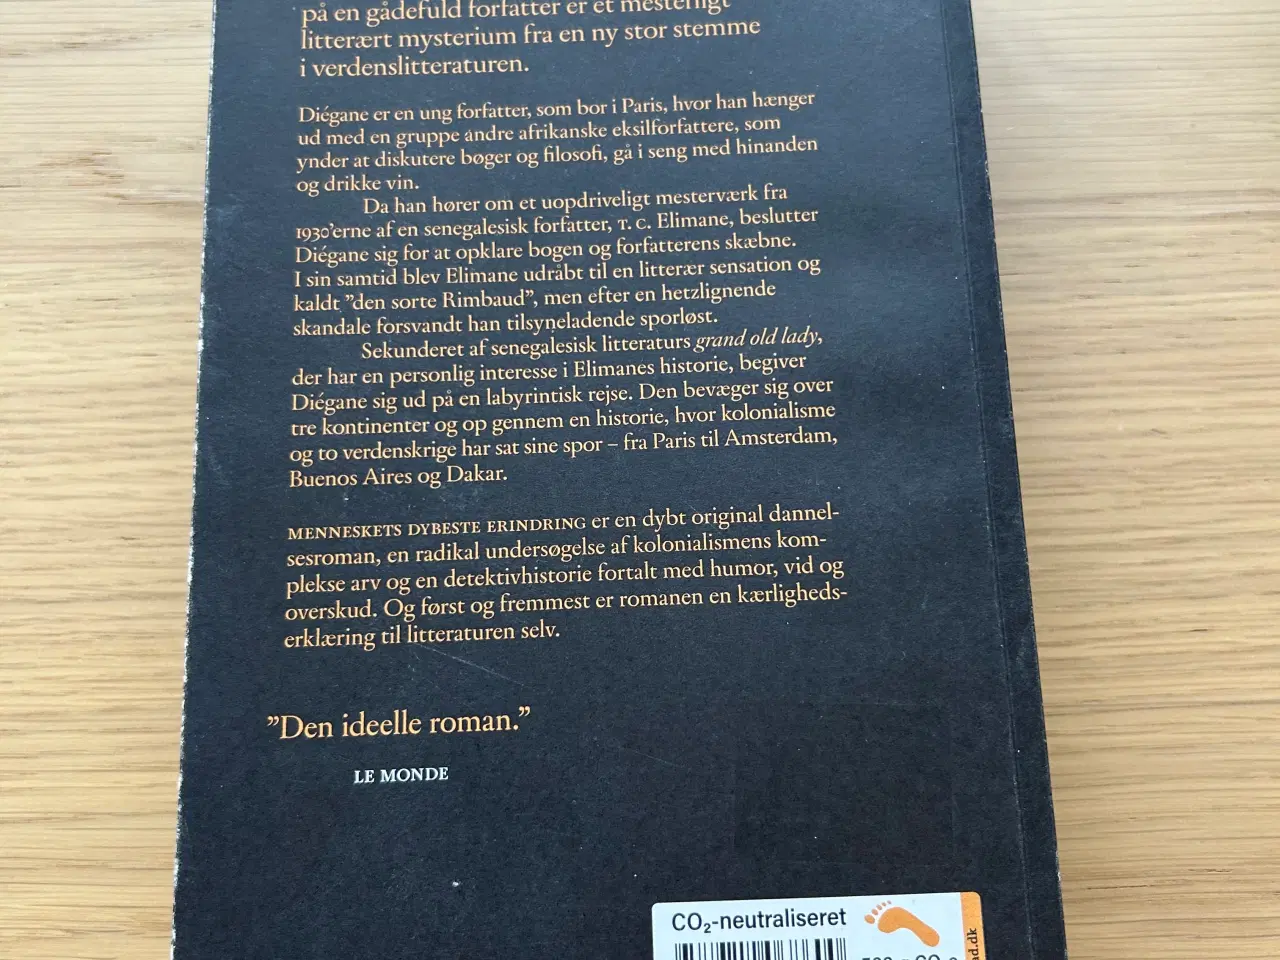 på en gådefuld forfatter er et mesterligt
litterært mysterium fra en ny stor stemme
i verdenslitteraturen.
Diégane er en ung forfatter, som bor i Paris, hvor han hænger
ud med en gruppe andre afrikanske eksilforfattere, som
ynder at diskutere bøger og filosofi, gå i seng med hinanden
og drikke vin.
Da han hører om et uopdriveligt mesterværk fra
1930'erne af en senegalesisk forfatter, T. C. Elimane, beslutter
Diégane sig for at opklare bogen og forfatterens skæbne.
I sin samtid blev Elimane udråbt til en litterær sensation og
kaldt ”den sorte Rimbaud”, men efter en hetzlignende
skandale forsvandt han tilsyneladende sporløst.
Sekunderet af senegalesisk litteraturs grand old lady,
der har en personlig interesse i Elimanes historie, begiver
Diégane sig ud på en labyrintisk rejse. Den bevæger sig over
tre kontinenter og op gennem en historie, hvor kolonialisme
og to verdenskrige har sat sine spor – fra Paris til Amsterdam,
Buenos Aires og Dakar.
MENNESKETS DYBESTE ERINDRING er en dybt original dannel-
sesroman, en radikal undersøgelse af kolonialismens kom-
plekse arv og en detektivhistorie fortalt med humor, vid og
overskud. Og først og fremmest er romanen en kærligheds-
erklæring til litteraturen selv.
”Den ideelle roman.”
LE MONDE
CO₂-neutraliseret